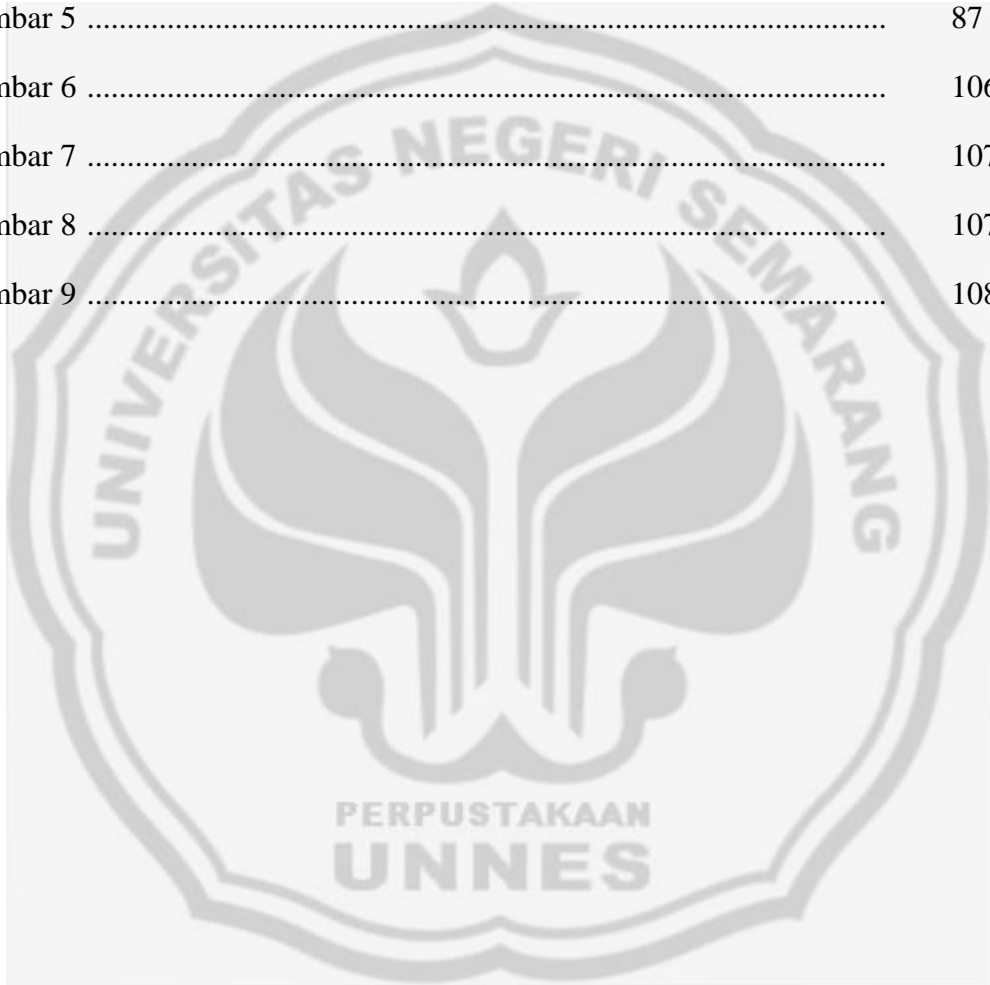 mbar 5 ........................................................................................................ 87
mbar 6 ........................................................................................................ 106
mbar 7 ........................................................................................................ 107
mbar 8 ........................................................................................................ 107
mbar 9 ........................................................................................................ 108
UNIVERSITAS NEGERI SEMARANG
PERPUSTAKAAN
UNNES